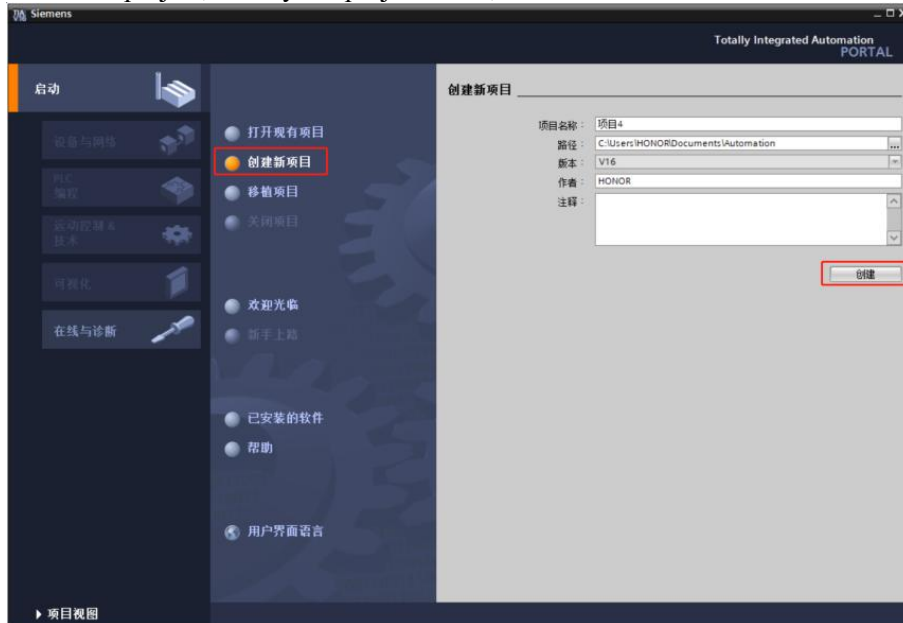 Siemens
Totally Integrated Automation
PORTAL
启动
设备与网络
PLC
编程
运动控制 &
技术
可视化
在线与诊断
打开现有项目
创建新项目
移植项目
关闭项目
欢迎光临
新手上路
已安装的软件
帮助
用户界面语言
创建新项目
项目名称:
项目4
路径:
C:\Users\HONOR\Documents\Automation
...
版本:
V16
作者:
HONOR
注释:
创建
项目视图